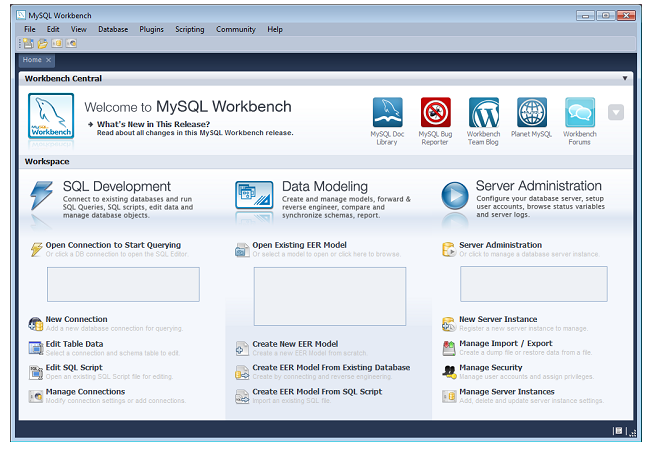 MySQL Workbench
File Edit View Database Plugins Scripting Community Help
Home
Workbench Central
MySQL Workbench
Welcome to MySQL Workbench
What's New in This Release?
Read about all changes in this MySQL Workbench release.
MySQL Doc
Library
MySQL Bug
Reporter
Workbench
Team Blog
Planet MySQL
Workbench
Forums
Workspace
SQL Development
Connect to existing databases and run
SQL Queries, SQL scripts, edit data and
manage database objects.
Open Connection to Start Querying
Or click a DB connection to open the SQL Editor.
New Connection
Add a new database connection for querying.
Edit Table Data
Select a connection and schema table to edit.
Edit SQL Script
Open an existing SQL Script file for editing.
Manage Connections
Modify connection settings or add connections.
Data Modeling
Create and manage models, forward &
reverse engineer, compare and
synchronize schemas, report.
Open Existing EER Model
Or select a model to open or click here to browse.
Create New EER Model
Create a new EER Model from scratch.
Create EER Model From Existing Database
Create by connecting and reverse engineering.
Create EER Model From SQL Script
Import an existing SQL file.
Server Administration
Configure your database server, setup
user accounts, browse status variables
and server logs.
Server Administration
Or click to manage a database server instance.
New Server Instance
Register a new server instance to manage.
Manage Import / Export
Create a dump file or restore data from a file.
Manage Security
Manage user accounts and assign privileges.
Manage Server Instances
Add, delete and update server instance settings.